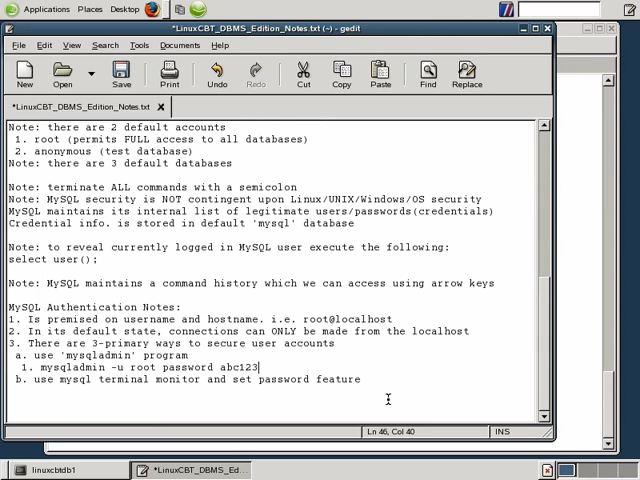 Applications Places Desktop
*LinuxCBT_DBMS_Edition_Notes.txt (~) - gedit
File Edit View Search Tools Documents Help
New Open Save Print Undo Redo Cut Copy Paste Find Replace
*LinuxCBT_DBMS_Edition_Notes.txt
Note: there are 2 default accounts
1. root (permits FULL access to all databases)
2. anonymous (test database)
Note: there are 3 default databases
Note: terminate ALL commands with a semicolon
Note: MySQL security is NOT contingent upon Linux/UNIX/Windows/OS security
MySQL maintains its internal list of legitimate users/passwords(credentials)
Credential info. is stored in default 'mysql' database
Note: to reveal currently logged in MySQL user execute the following:
select user();
Note: MySQL maintains a command history which we can access using arrow keys
MySQL Authentication Notes:
1. Is premised on username and hostname. i.e. root@localhost
2. In its default state, connections can ONLY be made from the localhost
3. There are 3-primary ways to secure user accounts
a. use 'mysqladmin' program
1. mysqladmin -u root password abc123
b. use mysql terminal monitor and set password feature
Ln 46, Col 40 INS
linuxcbtdb1 *LinuxCBT_DBMS_Ed...